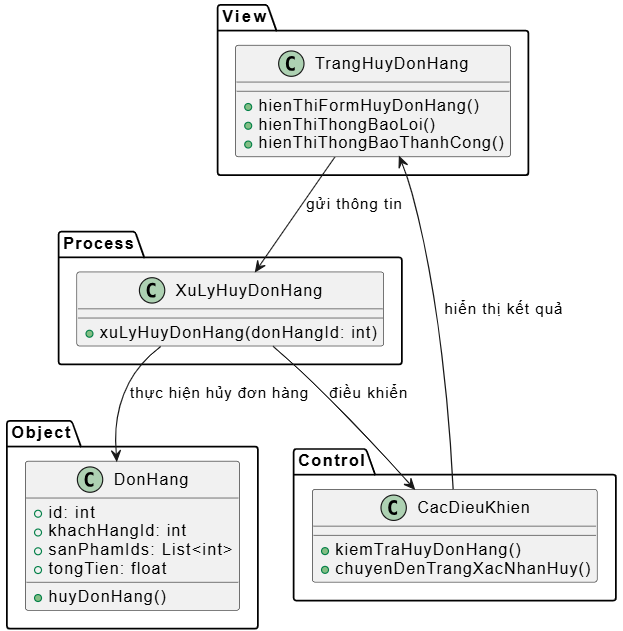 View
C TrangHuyDonHang
hienThiFormHuyDonHang()
hienThiThongBaoLoi()
hienThiThongBaoThanhCong()
gửi thông tin
Process
C XuLyHuyDonHang
xuLyHuyDonHang(donHangId: int)
hiển thị kết quả
thực hiện hủy đơn hàng
điều khiển
Object
C DonHang
id: int
khachHangId: int
sanPhamIds: List<int>
tongTien: float
huyDonHang()
Control
C CacDieuKhien
kiemTraHuyDonHang()
chuyenDenTrangXacNhanHuy()